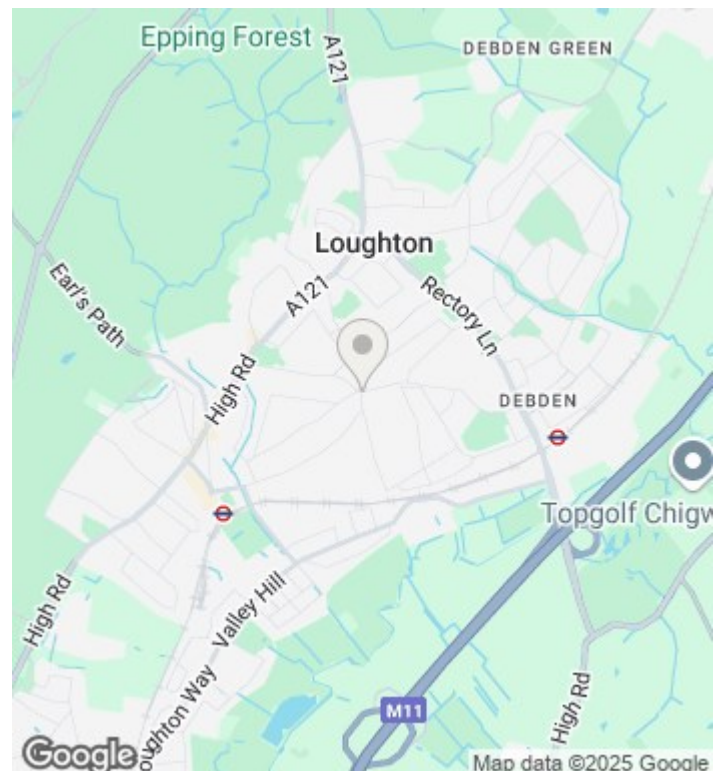 Epping Forest
A121
DEBDEN GREEN
Loughton
Earl's Path
A121
Rectory Ln
High Rd
DEBDEN
Topgolf Chigw
High Rd
Valley Hill
oughton Way
High Rd
M11
Google
Map data ©2025 Google